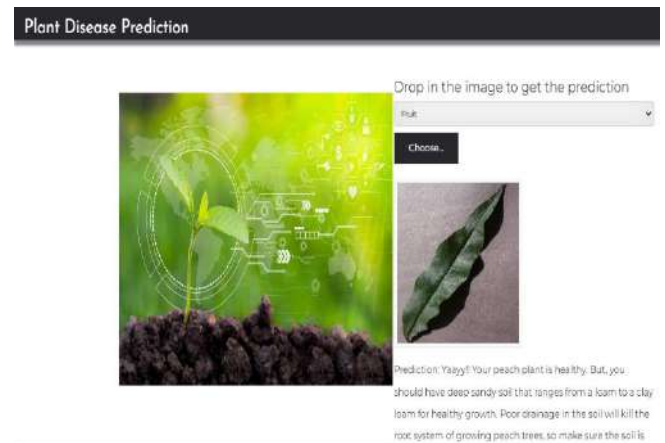 Plant Disease Prediction
Drop in the image to get the prediction
Fruit
Choose..
Prediction: Yaayy!! Your peach plant is healthy. But, you
should have deep sandy soil that ranges from a loam to a clay
loam for healthy growth. Poor drainage in the soil will kill the
root system of growing peach trees, so make sure the soil is